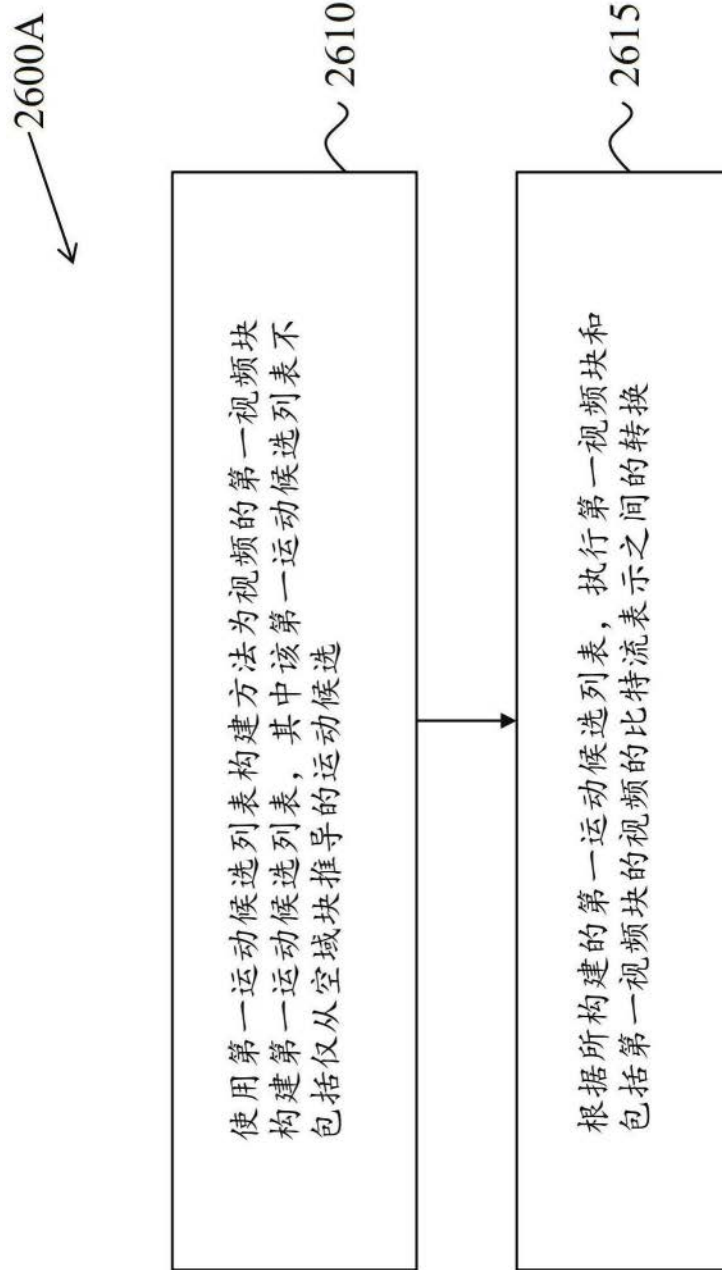 2600A
使用第一运动候选列表构建方法为视频的第一视频块
构建第一运动候选列表，其中该第一运动候选列表不
包括仅从空域块推导的运动候选
2610
根据所构建的第一运动候选列表，执行第一视频块和
包括第一视频块的视频的比特流表示之间的转换
2615